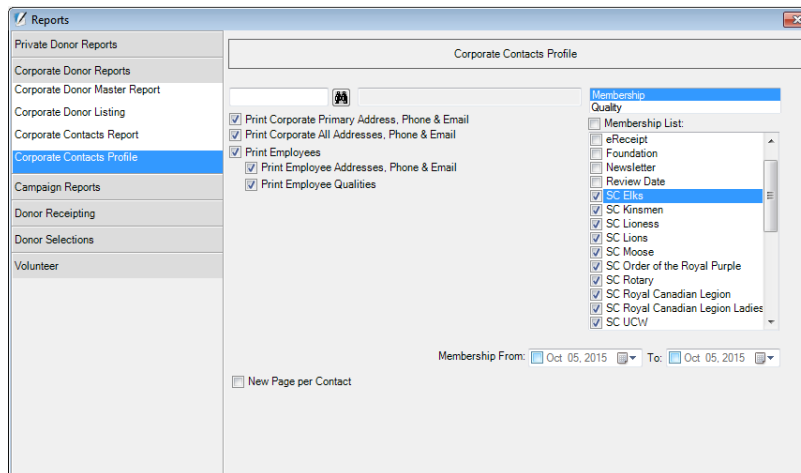 Reports
Private Donor Reports
Corporate Donor Reports
Corporate Donor Master Report
Corporate Donor Listing
Corporate Contacts Report
Corporate Contacts Profile
Campaign Reports
Donor Receipting
Donor Selections
Volunteer
Corporate Contacts Profile
Print Corporate Primary Address, Phone & Email
Print Corporate All Addresses, Phone & Email
Print Employees
Print Employee Addresses, Phone & Email
Print Employee Qualities
Membership
Quality
Membership List:
eReceipt
Foundation
Newsletter
Review Date
SC Elks
SC Kinsmen
SC Lioness
SC Lions
SC Moose
SC Order of the Royal Purple
SC Rotary
SC Royal Canadian Legion
SC Royal Canadian Legion Ladies
SC UCW
Membership From: Oct 05, 2015 To: Oct 05, 2015
New Page per Contact